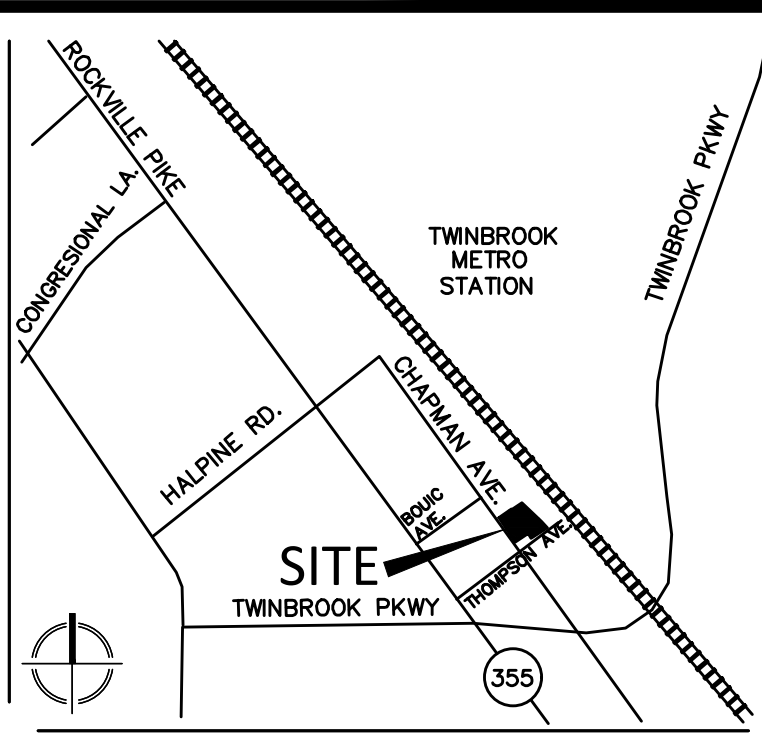 ROCKVILLE PIKE
CONGRESIONAL LA.
TWINBROOK
METRO
STATION
TWINBROOK PKWY
CHAPMAN AVE.
HALPINE RD.
BOUIC
AVE.
SITE
THOMPSON AVE.
TWINBROOK PKWY
355